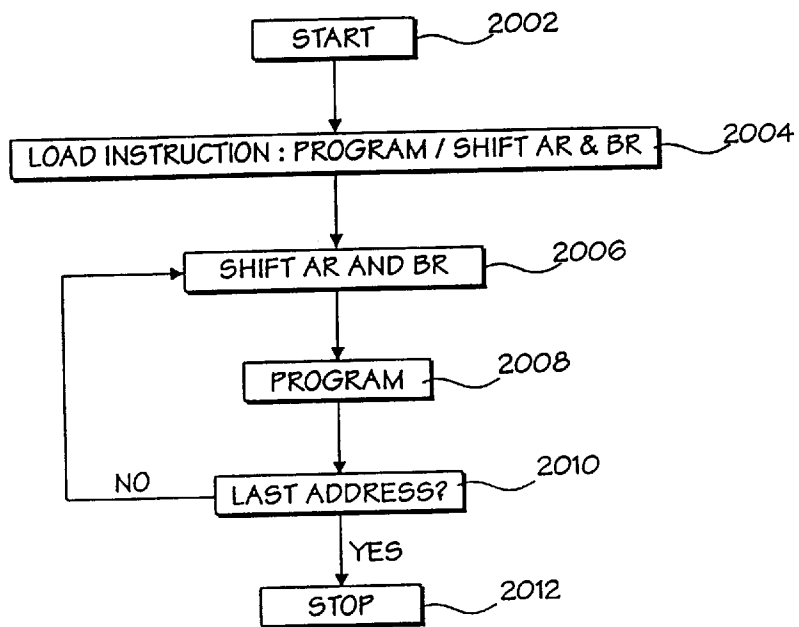 START
2002
LOAD INSTRUCTION : PROGRAM / SHIFT AR & BR
2004
SHIFT AR AND BR
2006
PROGRAM
2008
LAST ADDRESS?
2010
NO
YES
STOP
2012